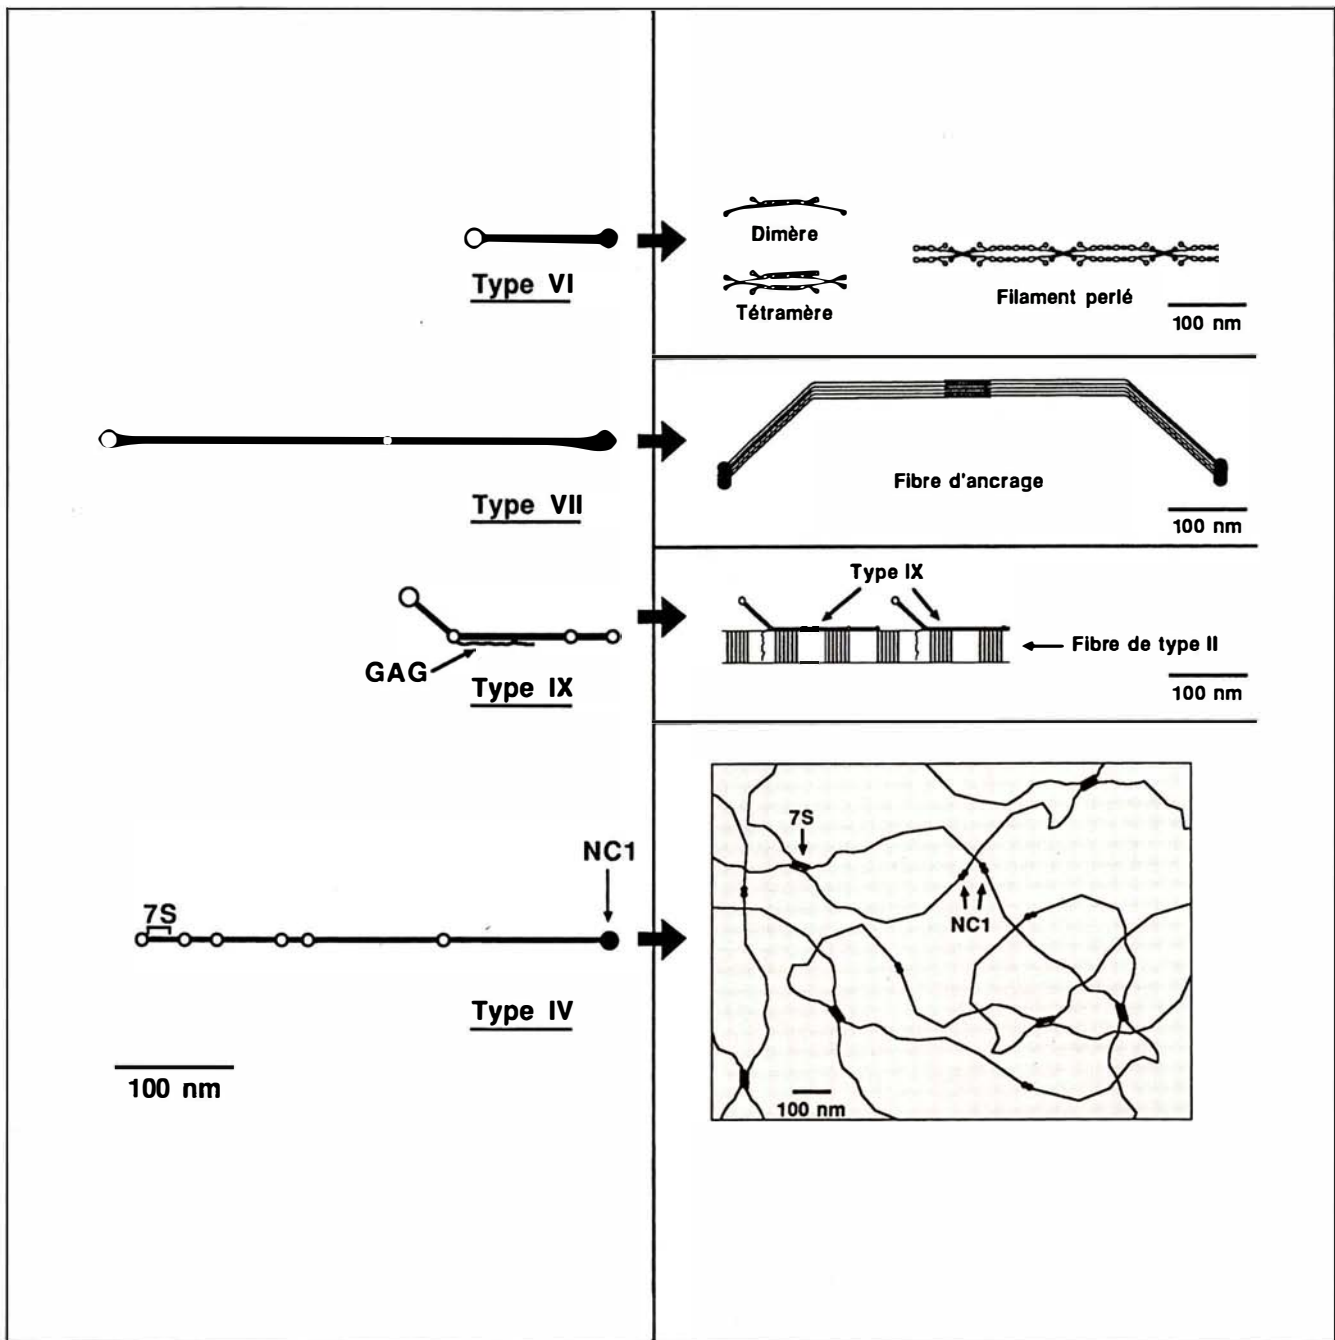 Type VI
Dimère
Tétramère
Filament perlé
100 nm
Type VII
Fibre d'ancrage
100 nm
GAG
Type IX
Type IX
Fibre de type II
100 nm
7S
NC1
Type IV
100 nm
7S
NC1
100 nm